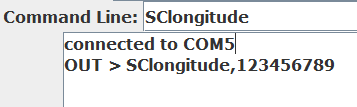 Command Line: SClongitude
connected to COM5
OUT > SClongitude,123456789